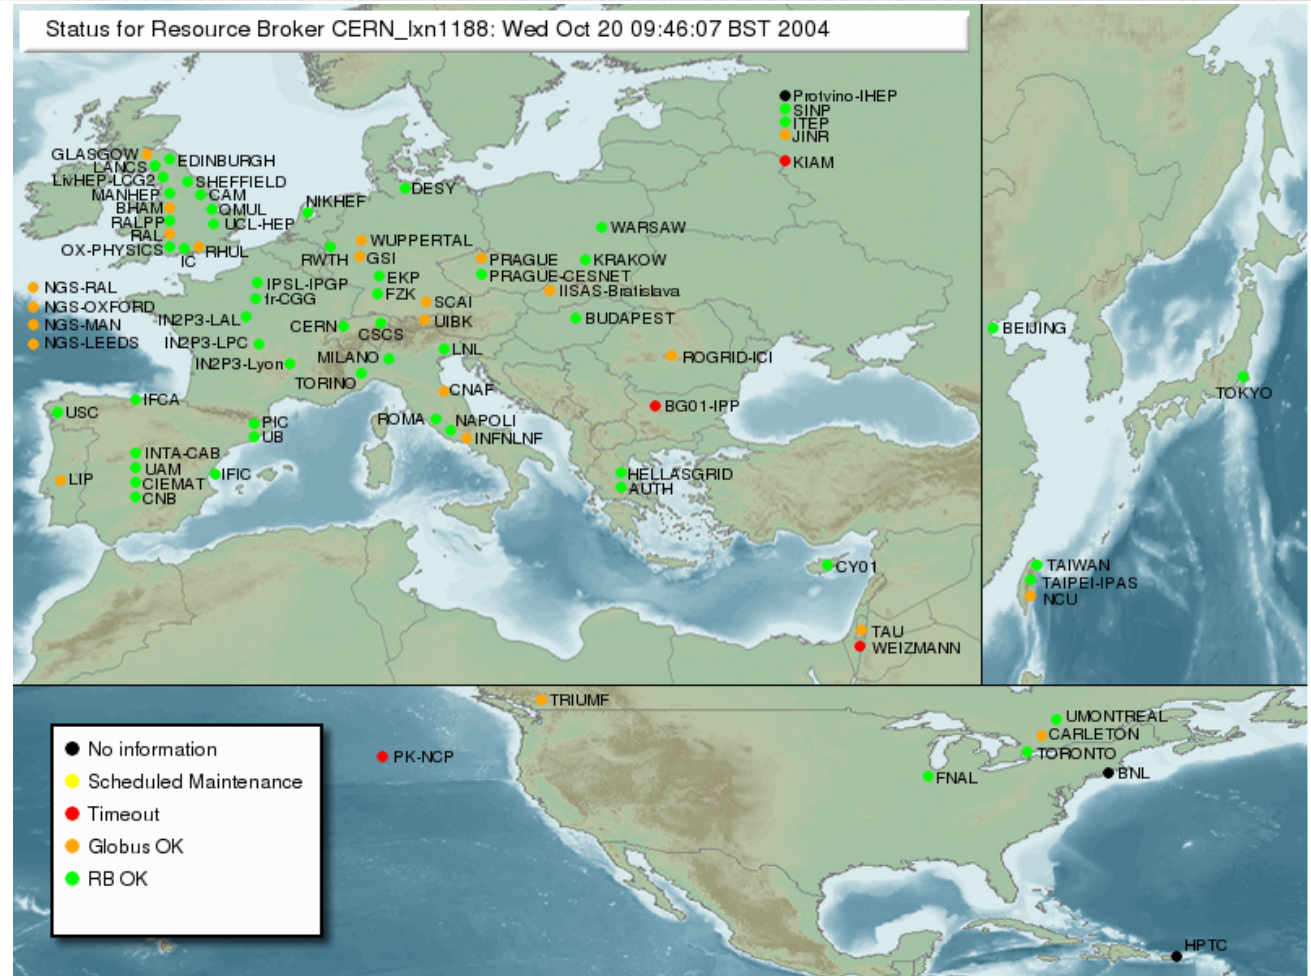 Status for Resource Broker CERN_lxn1188: Wed Oct 20 09:46:07 BST 2004
Protvino-IHEP
SINP
ITEP
JINR
KIAM
GLASGOW
EDINBURGH
LANCS
LivHEP-LCG2
SHEFFIELD
MANHEP
CAM
BHAM
QMUL
RALPP
UCL-HEP
RAL
OX-PHYSICS
IC
RHUL
NIKHEF
DESY
WARSAW
RWTH
WUPPERTAL
GSI
PRAGUE
KRAKOW
PRAGUE-CESNET
EKP
FZK
IISAS-Bratislava
SCAI
UIBK
BUDAPEST
NGS-RAL
NGS-OXFORD
NGS-MAN
NGS-LEEDS
IPSL-IPGP
fr-CGG
IN2P3-LAL
IN2P3-LPC
IN2P3-Lyon
CERN
CSCS
MILANO
TORINO
LNL
CNAF
ROGRID-ICI
BG01-IPP
ROMA
NAPOLI
INFNLNF
USC
IFCA
PIC
UB
INTA-CAB
UAM
CIEMAT
CNB
IFIC
LIP
HELLASGRID
AUTH
CY01
TAU
WEIZMANN
BEIJING
TOKYO
TAIWAN
TAIPEI-IPAS
NCU
TRIUMF
PK-NCP
UMONTREAL
CARLETON
TORONTO
FNAL
BNL
HPTC
No information
Scheduled Maintenance
Timeout
Globus OK
RB OK